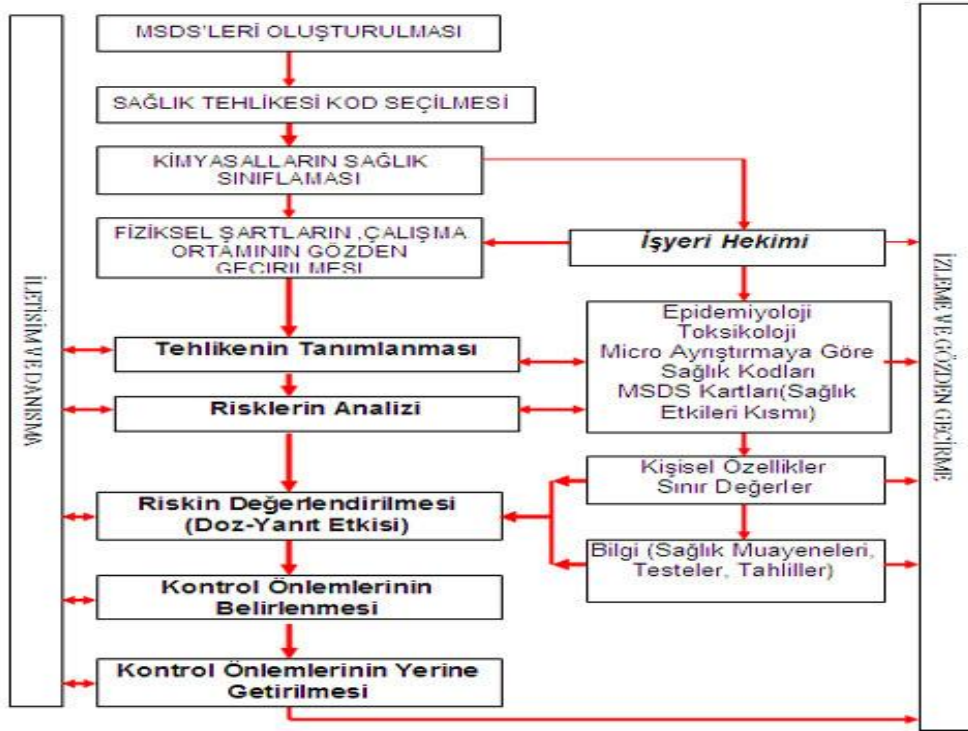 MSDS'LERİ OLUŞTURULMASI
SAĞLIK TEHLİKESİ KOD SEÇİLMESİ
KİMYASALLARIN SAĞLIK
SINIFLAMASI
FİZİKSEL ŞARTLARIN ,ÇALIŞMA
ORTAMININ GÖZDEN
GEÇİRİLMESİ
İşyeri Hekimi
Epidemiyoloji
Toksikoloji
Micro Ayrıştırmaya Göre
Sağlık Kodları
MSDS Kartları(Sağlık
Etkileri Kısmı)
Tehlikenin Tanımlanması
Risklerin Analizi
Kişisel Özellikler
Sınır Değerler
Riskin Değerlendirilmesi
(Doz-Yanıt Etkisi)
Bilgi (Sağlık Muayeneleri,
Testeler, Tahliller)
Kontrol Önlemlerinin
Belirlenmesi
Kontrol Önlemlerinin Yerine
Getirilmesi
İLETİSİM VE DANISMA
İZLEME VE GÖZDEN GEÇİRME